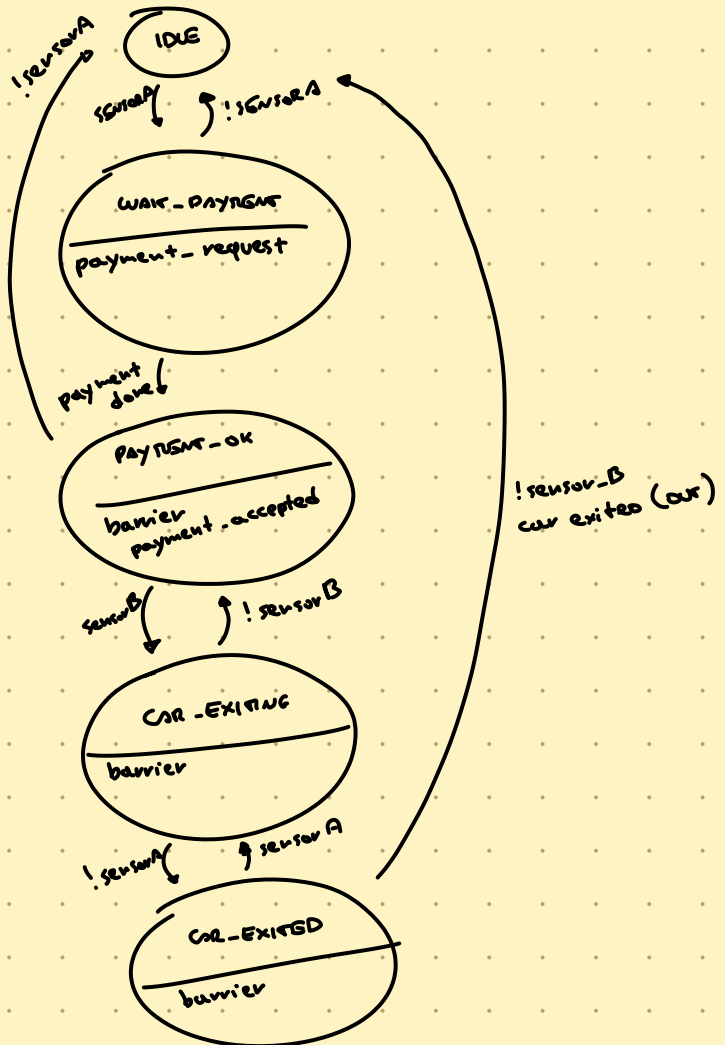 !sensorA
IDLE
sensorA
!sensorA
WAIT_PAYMENT
payment_request
payment
done
PAYMENT_OK
barrier
payment_accepted
!sensor_B
car exited (out)
sensorB
!sensorB
CAR_EXITING
barrier
!sensorA
sensorA
CAR_EXITED
barrier